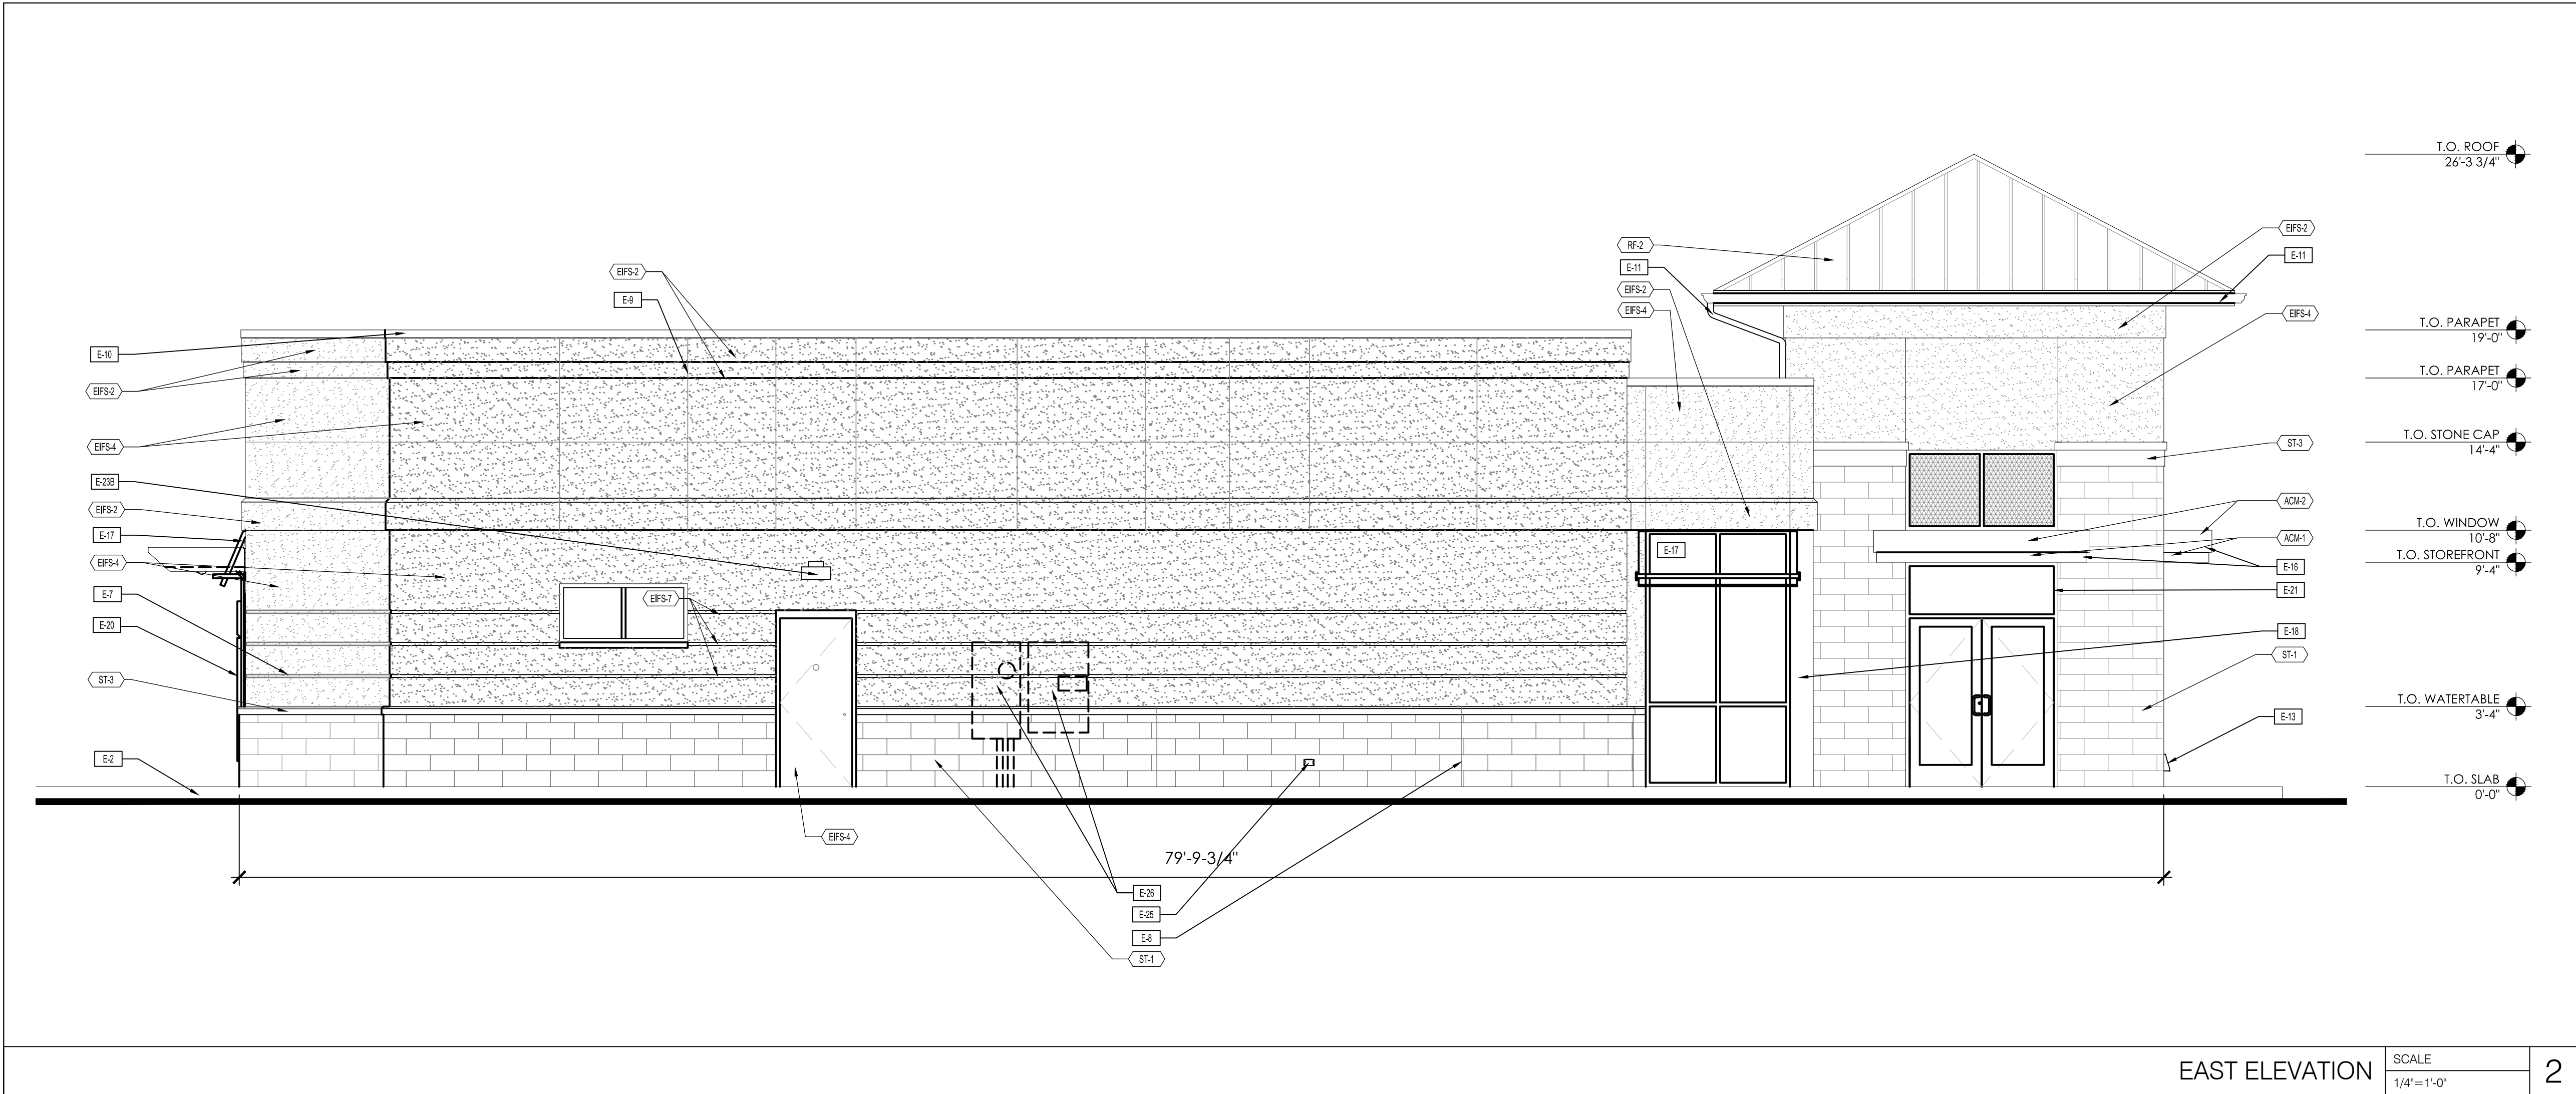 T.O. ROOF
26'-3 3/4"
EIFS-2
RF-2
E-11
E-11
EIFS-2
E-9
EIFS-2
EIFS-4
EIFS-4
T.O. PARAPET
19'-0"
E-10
T.O. PARAPET
17'-0"
EIFS-2
EIFS-4
ST-3
T.O. STONE CAP
14'-4"
E-23B
ACM-2
EIFS-2
T.O. WINDOW
10'-8"
E-17
ACM-1
E-17
T.O. STOREFRONT
9'-4"
EIFS-4
E-16
E-7
EIFS-7
E-21
E-20
E-18
ST-1
ST-3
T.O. WATERTABLE
3'-4"
E-13
E-2
T.O. SLAB
0'-0"
EIFS-4
79'-9-3/4"
E-26
E-25
E-8
ST-1
EAST ELEVATION
SCALE
1/4"=1'-0"
2